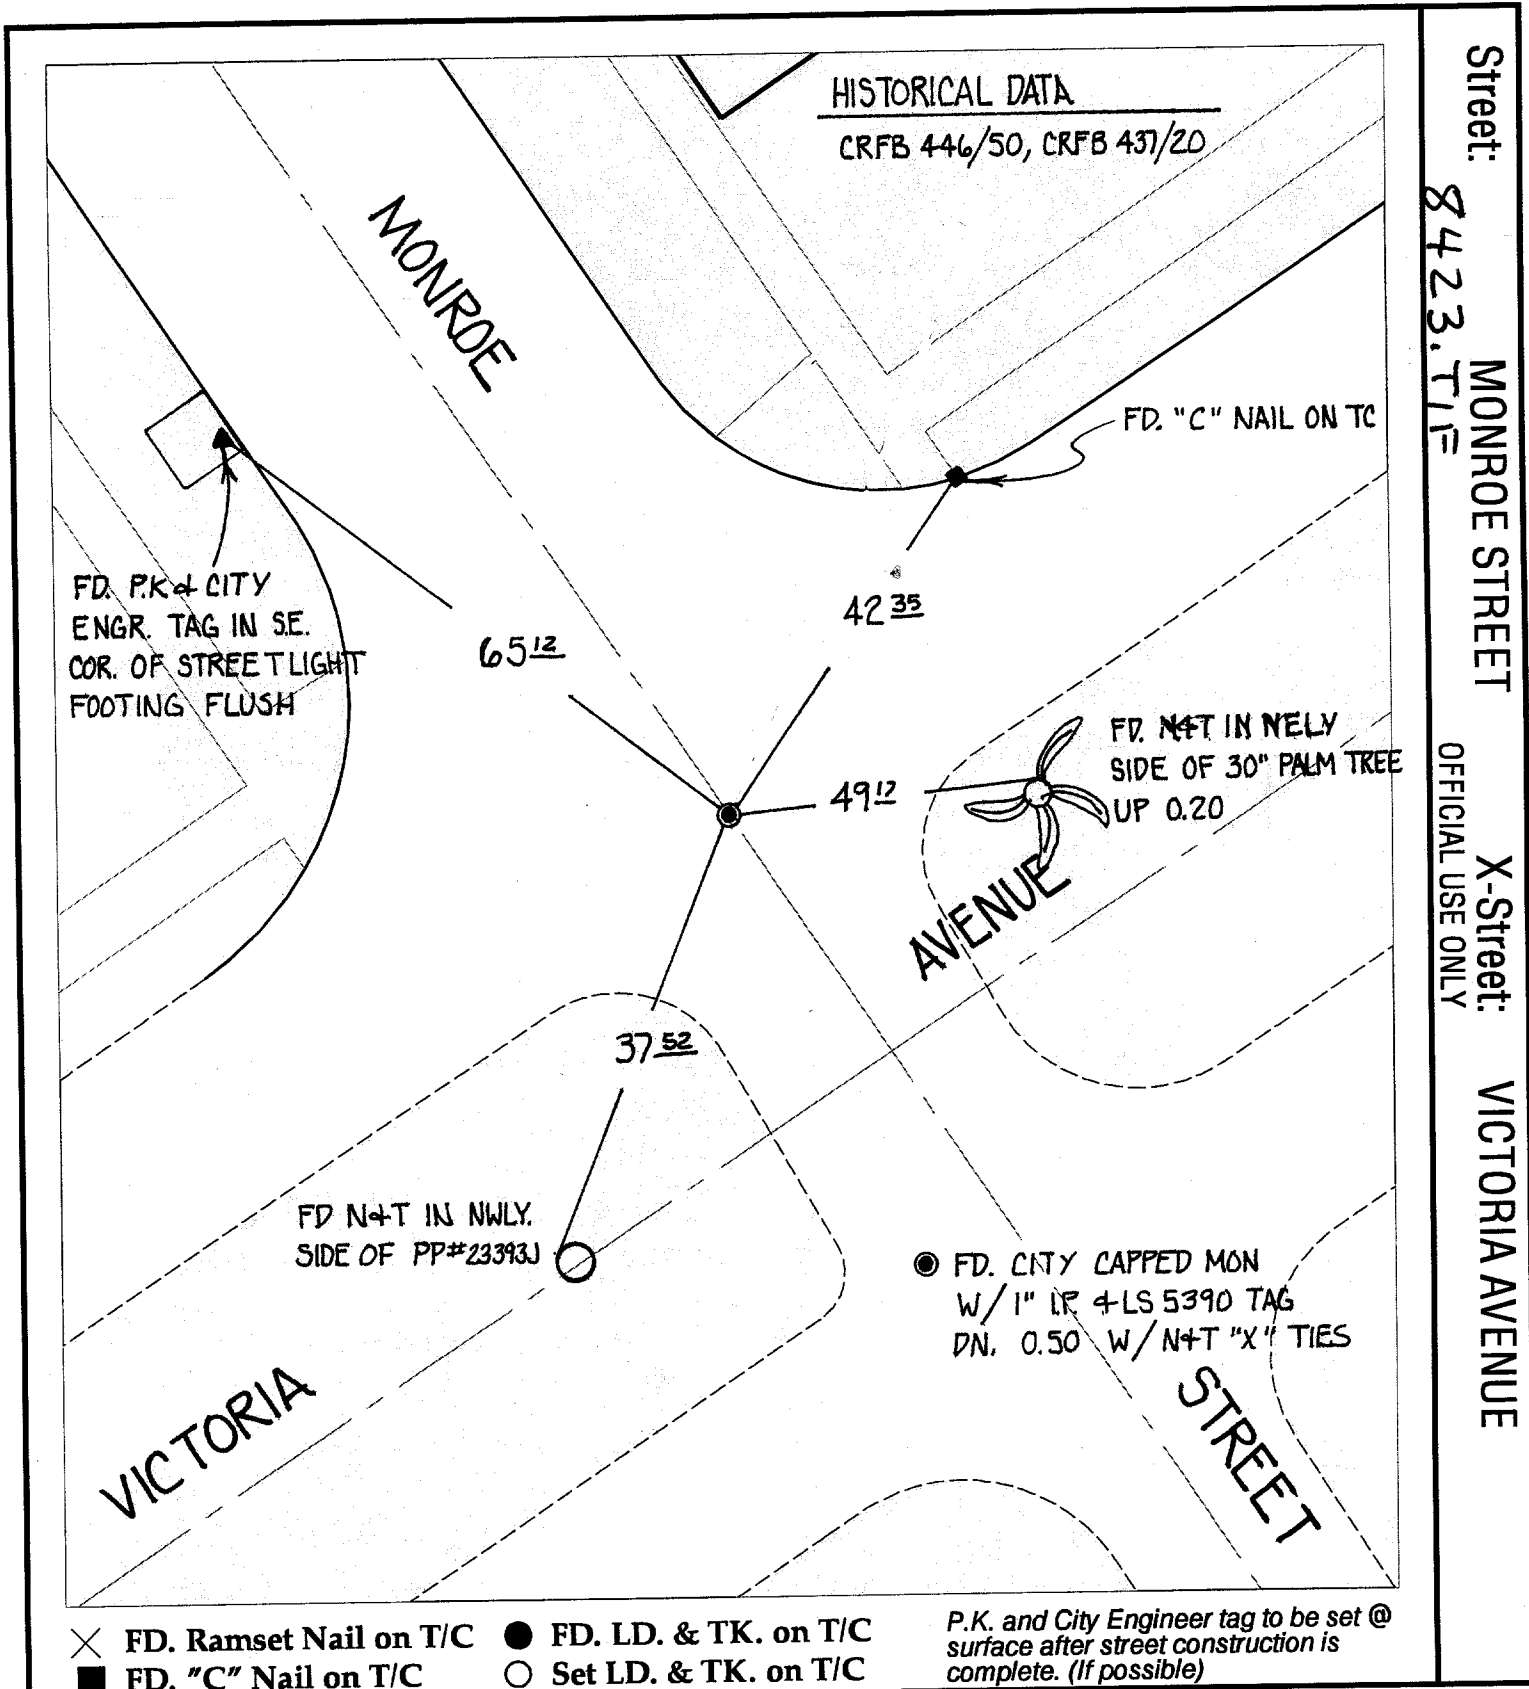 HISTORICAL DATA
CRFB 446/50, CRFB 437/20
MONROE
FD. "C" NAIL ON TC
FD. P.K & CITY
ENGR. TAG IN S.E.
COR. OF STREETLIGHT
FOOTING FLUSH
42 35
65 12
FD. N&T IN NELY
SIDE OF 30" PALM TREE
UP 0.20
49 17
AVENUE
37 52
FD N&T IN NWLY.
SIDE OF PP#23393J
FD. CITY CAPPED MON
W/1" I.P. & LS 5390 TAG
DN. 0.50 W/ N&T "X" TIES
VICTORIA
STREET
FD. Ramset Nail on T/C
FD. "C" Nail on T/C
FD. LD. & TK. on T/C
Set LD. & TK. on T/C
P.K. and City Engineer tag to be set @
surface after street construction is
complete. (If possible)
Street: MONROE STREET X-Street: VICTORIA AVENUE
8423.TIF
OFFICIAL USE ONLY